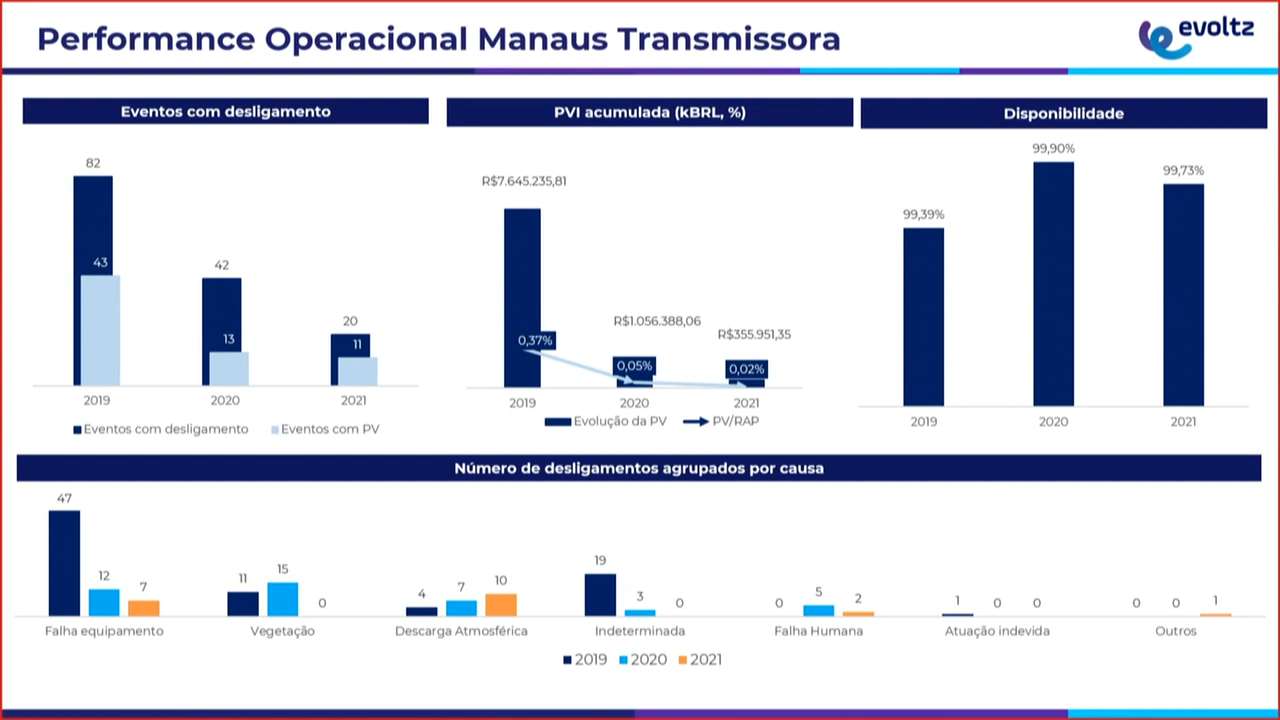 Performance Operacional Manaus Transmissora
evoltz
Eventos com desligamento
82
43
42
13
20
11
2019
2020
2021
Eventos com desligamento
Eventos com PV
PVI acumulada (kBRL, %)
R$7.645.235,81
R$1.056.388,06
R$355.951,35
0,37%
0,05%
0,02%
2019
2020
2021
Evolução da PV
PV/RAP
Disponibilidade
99,39%
99,90%
99,73%
2019
2020
2021
Número de desligamentos agrupados por causa
47
12
7
11
15
0
4
7
10
19
3
0
0
5
2
1
0
0
0
0
1
Falha equipamento
Vegetação
Descarga Atmosférica
Indeterminada
Falha Humana
Atuação indevida
Outros
2019
2020
2021